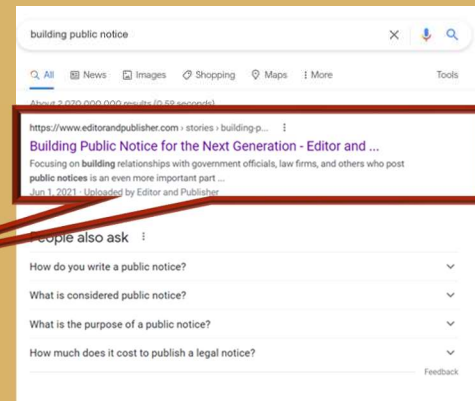 building public notice
All News Images Shopping Maps More Tools
About 2,070,000,000 results (0.59 seconds)
https://www.editorandpublisher.com › stories › building-p...
Building Public Notice for the Next Generation - Editor and ...
Focusing on building relationships with government officials, law firms, and others who post
public notices is an even more important part ...
Jun 1, 2021 · Uploaded by Editor and Publisher
People also ask
How do you write a public notice?
What is considered public notice?
What is the purpose of a public notice?
How much does it cost to publish a legal notice?
Feedback